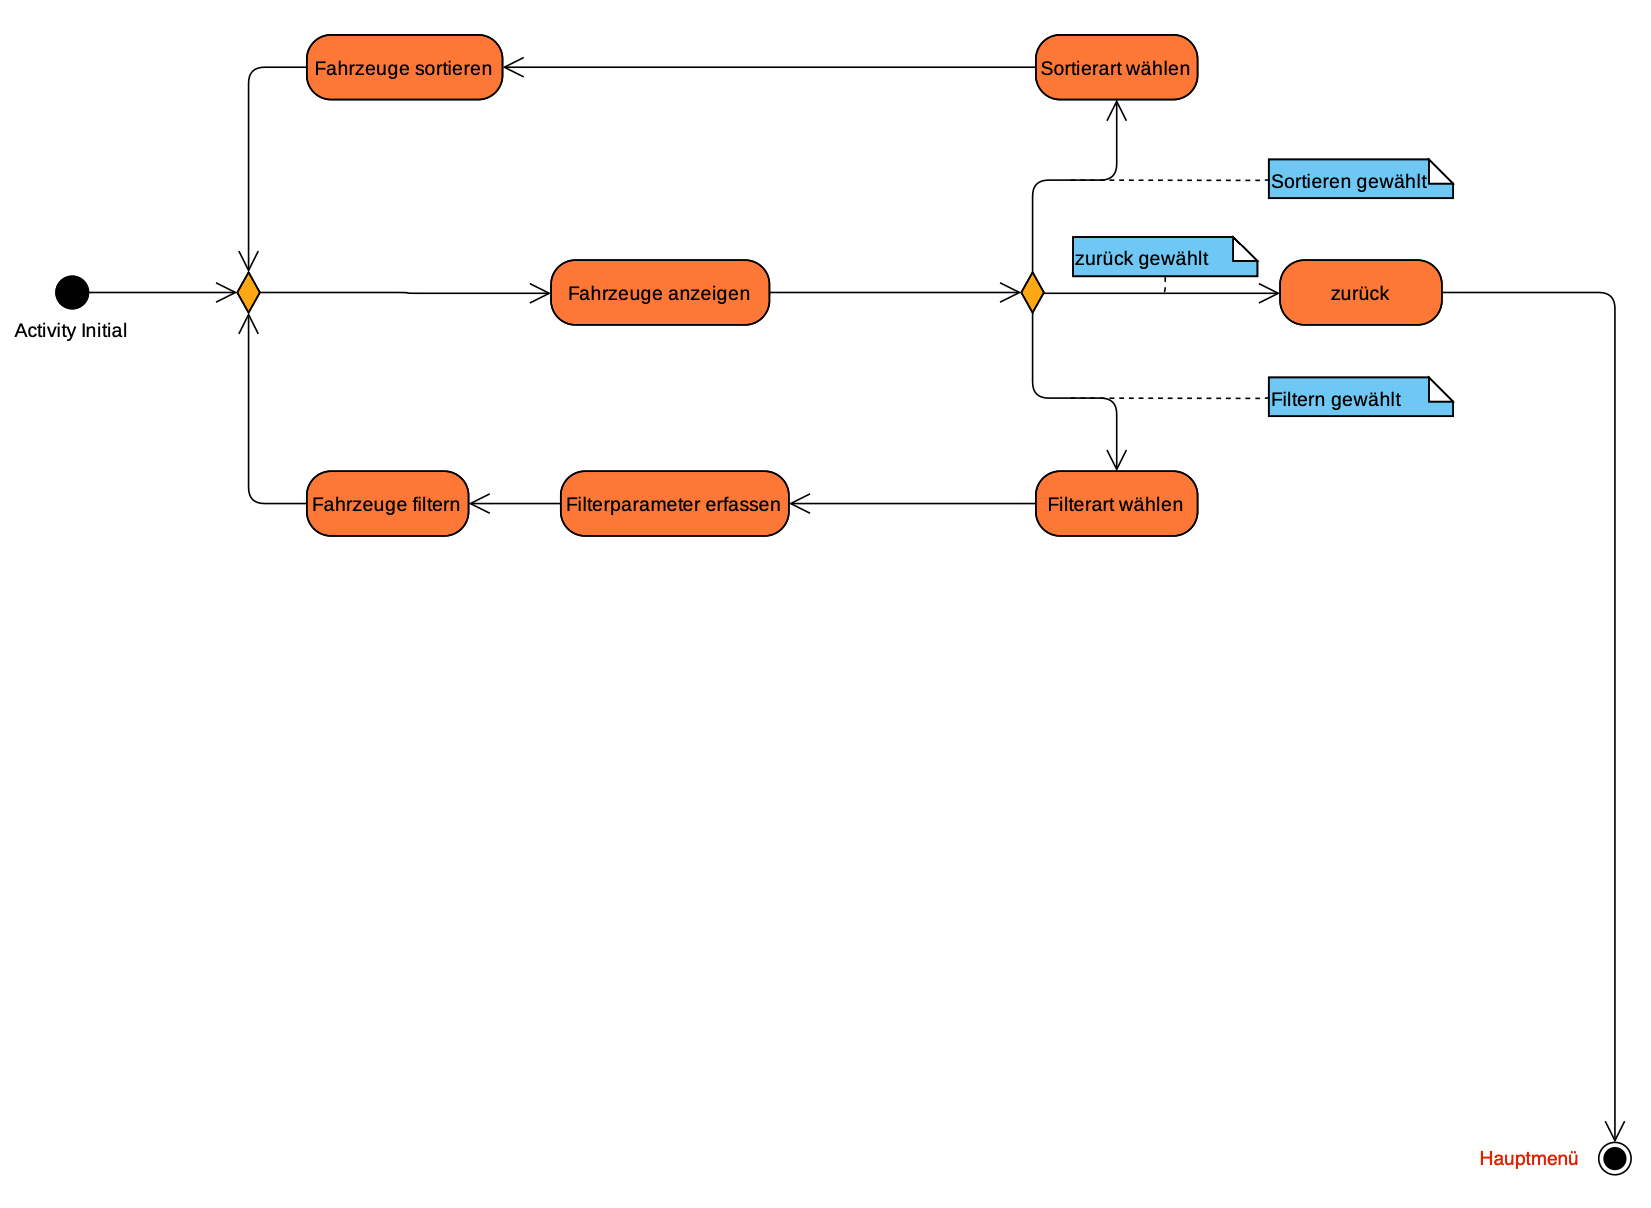 Fahrzeuge sortieren
Sortierart wählen
Sortieren gewählt
zurück gewählt
Activity Initial
Fahrzeuge anzeigen
zurück
Filtern gewählt
Fahrzeuge filtern
Filterparameter erfassen
Filterart wählen
Hauptmenü